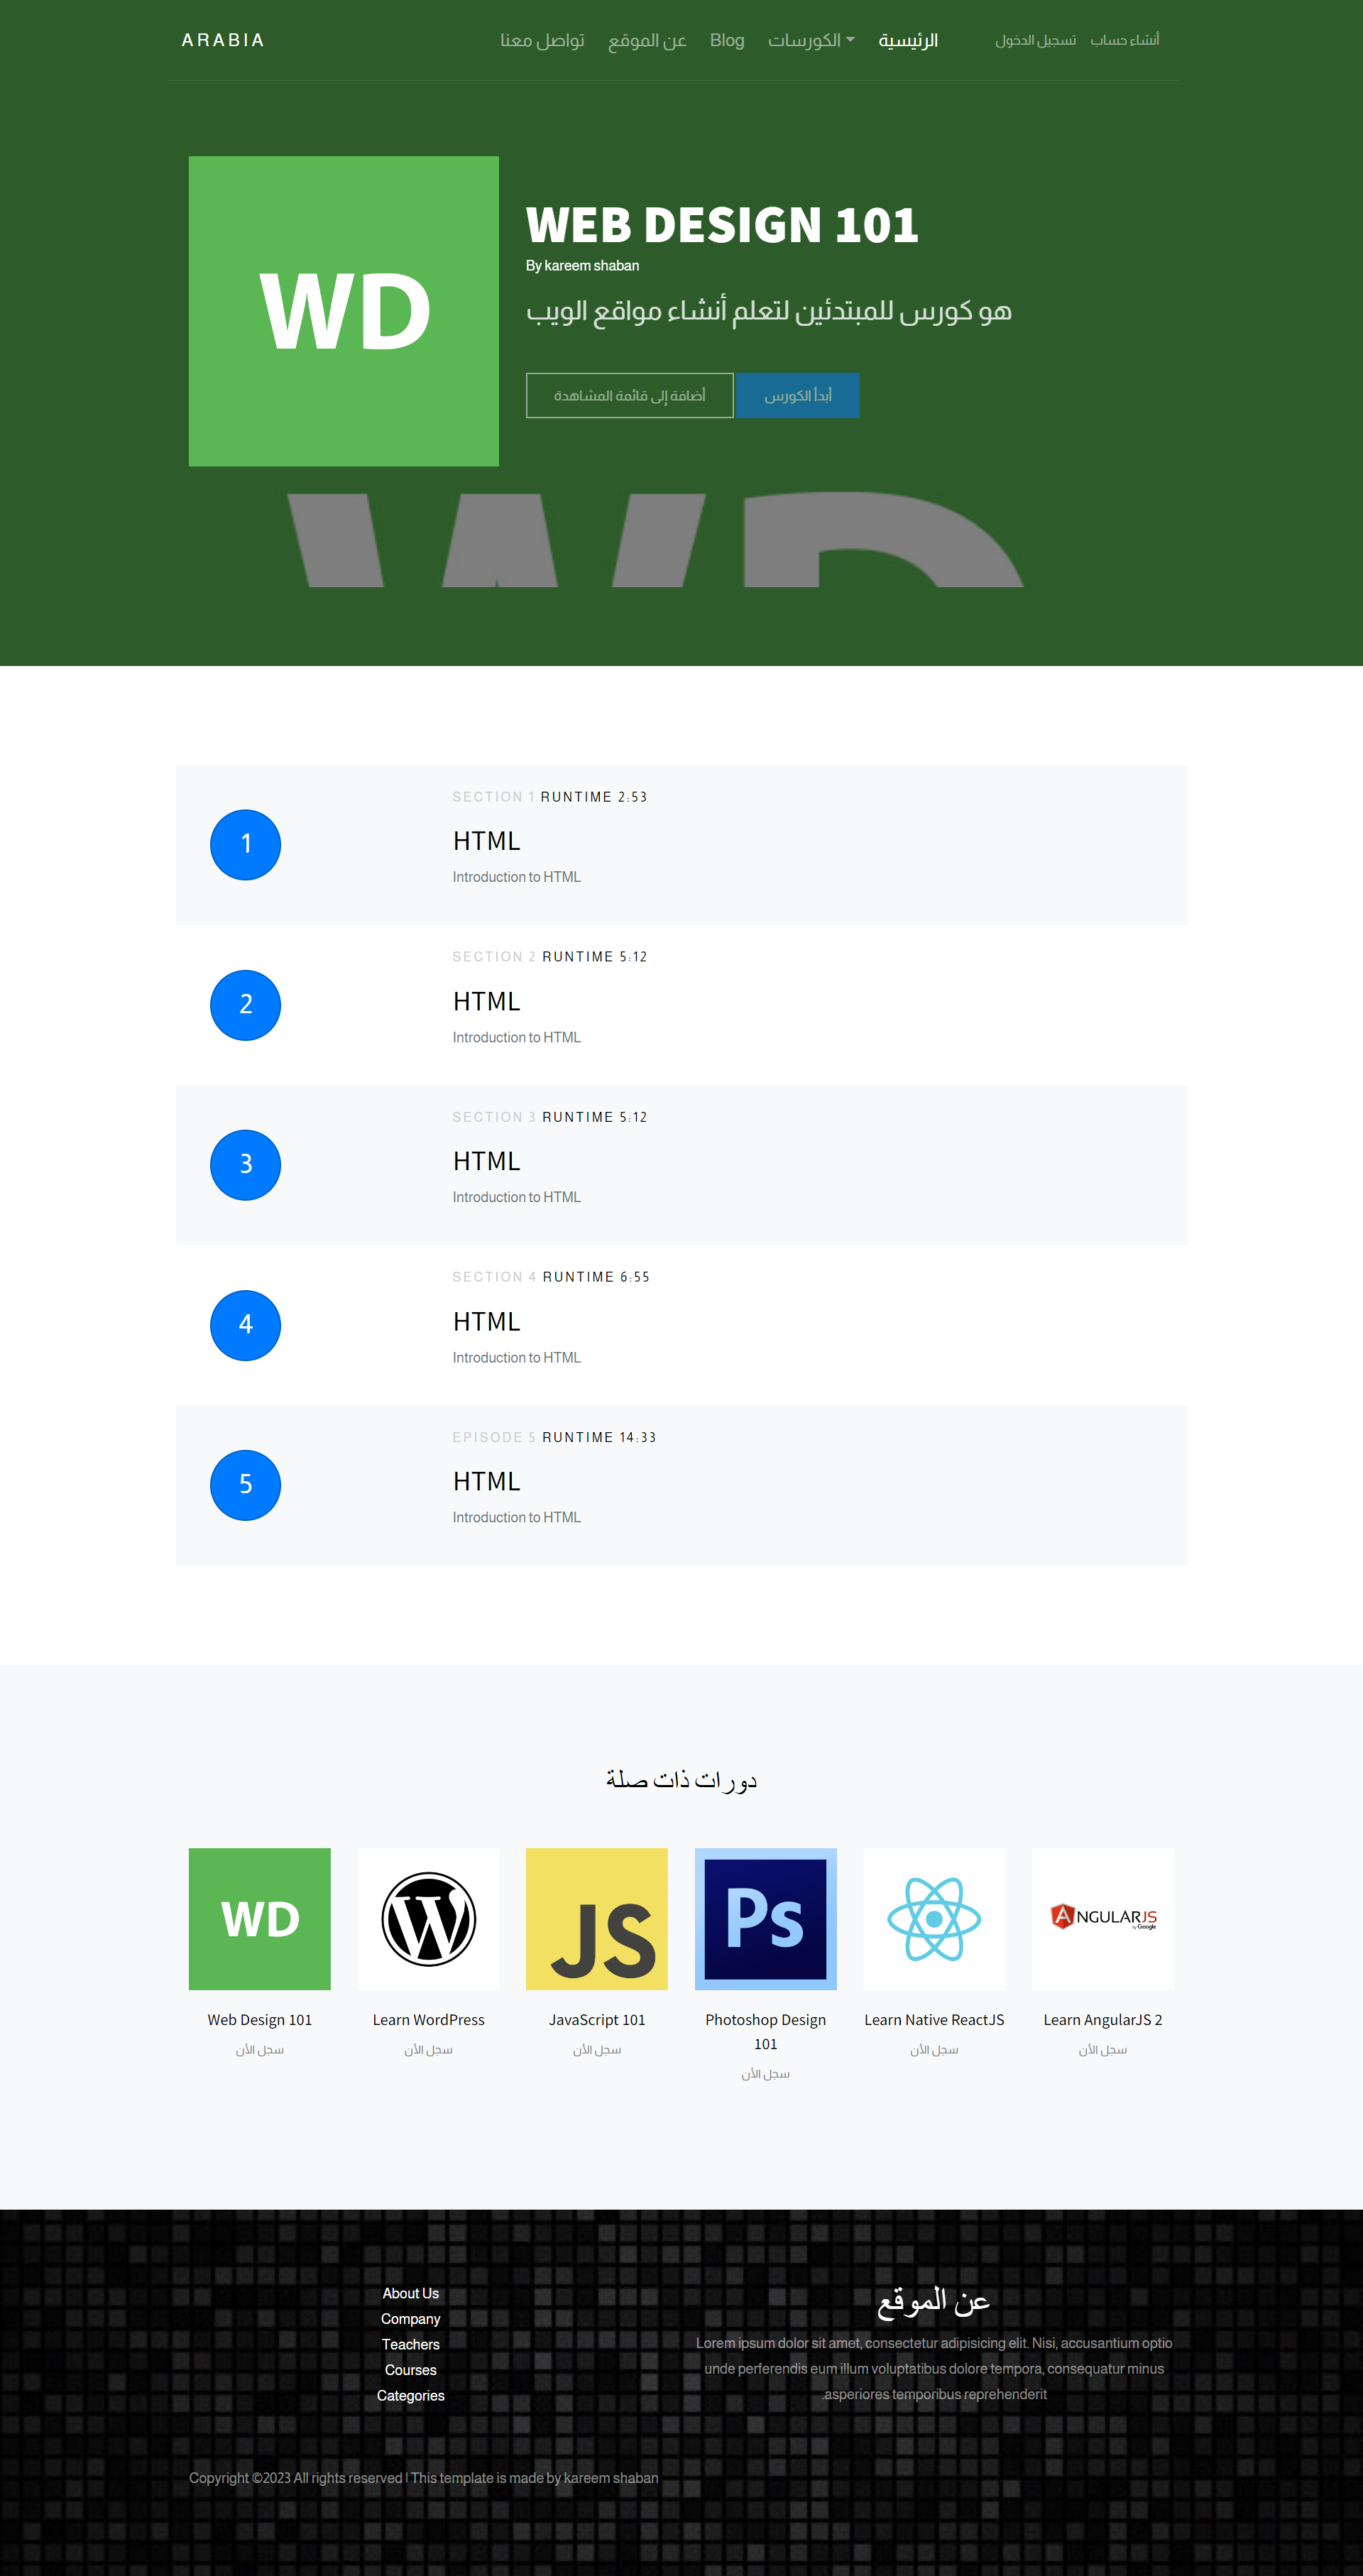 ARABIA
تواصل معنا
عن الموقع
Blog
الكورسات
الرئيسية
تسجيل الدخول
أنشاء حساب
WD
WEB DESIGN 101
By kareem shaban
هو كورس للمبتدئين لتعلم أنشاء مواقع الويب
أضافة إلى قائمة المشاهدة
أبدأ الكورس
WD
1
SECTION 1 RUNTIME 2:53
HTML
Introduction to HTML
2
SECTION 2 RUNTIME 5:12
HTML
Introduction to HTML
3
SECTION 3 RUNTIME 5:12
HTML
Introduction to HTML
4
SECTION 4 RUNTIME 6:55
HTML
Introduction to HTML
5
EPISODE 5 RUNTIME 14:33
HTML
Introduction to HTML
دورات ذات صلة
WD
Web Design 101
سجل الأن
W
Learn WordPress
سجل الأن
JS
JavaScript 101
سجل الأن
Ps
Photoshop Design
101
سجل الأن
Learn Native ReactJS
سجل الأن
ANGULARJS
by Google
Learn AngularJS 2
سجل الأن
About Us
Company
Teachers
Courses
Categories
عن الموقع
Lorem ipsum dolor sit amet, consectetur adipisicing elit. Nisi, accusantium optio
unde perferendis eum illum voluptatibus dolore tempora, consequatur minus
.asperiores temporibus reprehenderit
Copyright ©2023 All rights reserved | This template is made by kareem shaban